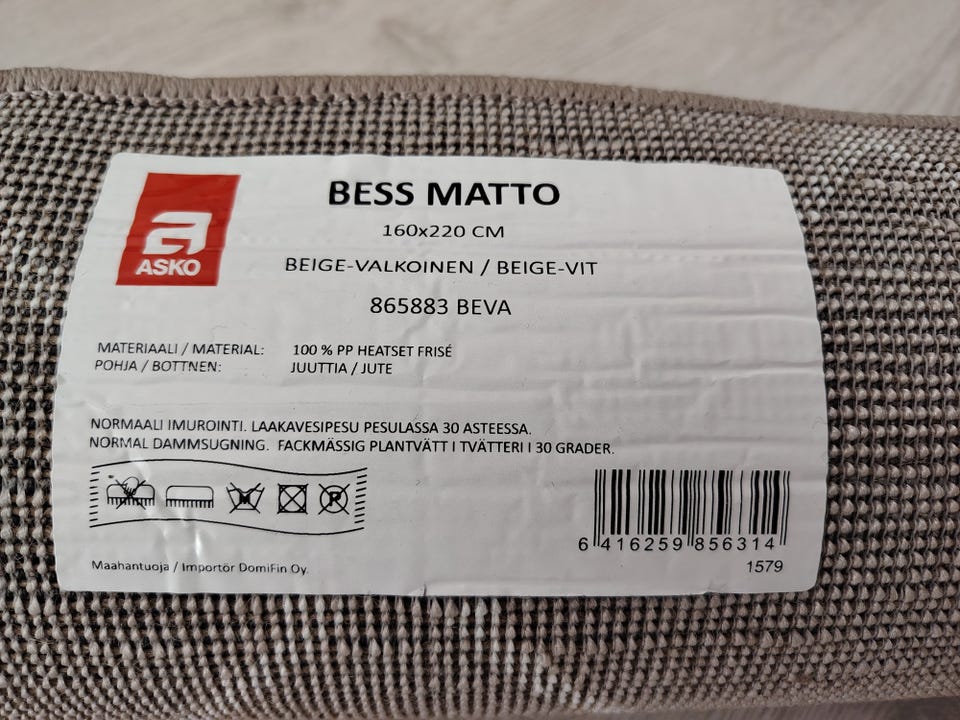 ASKO
BESS MATTO
160x220 CM
BEIGE-VALKOINEN / BEIGE-VIT
865883 BEVA
MATERIAALI / MATERIAL: 100 % PP HEATSET FRISÉ
POHJA / BOTTNEN: JUUTTIA / JUTE
NORMAALI IMUROINTI. LAAKAVESIPESU PESULASSA 30 ASTEESSA.
NORMAL DAMMSUGNING. FACKMÄSSIG PLANTVÄTT I TVÄTTERI I 30 GRADER.
M P
6 416259 856314
Maahantuoja / Importör DomiFin Oy.
1579